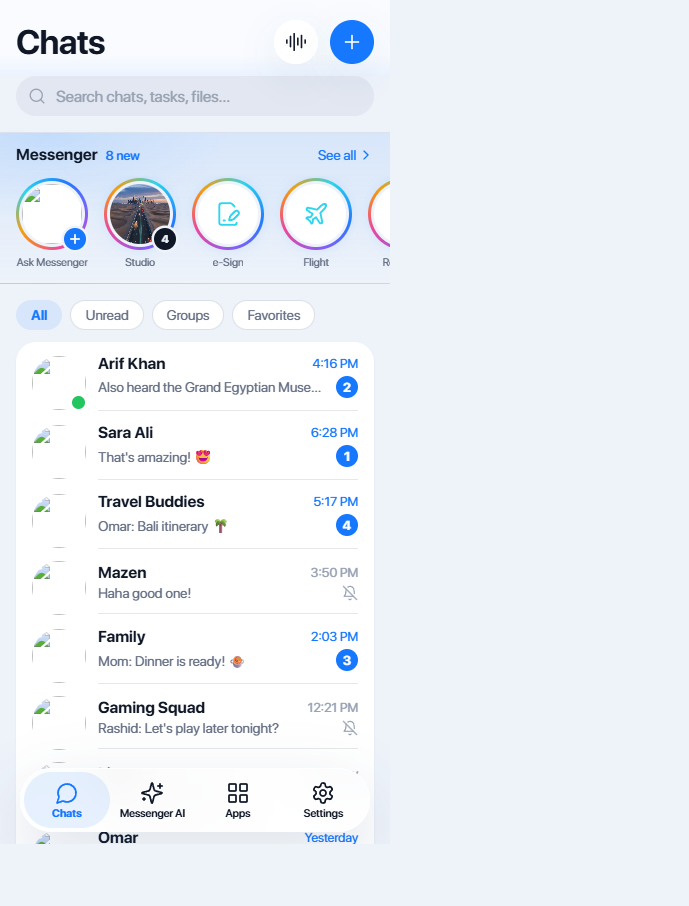 Chats
Search chats, tasks, files...
Messenger 8 new See all
4
Ask Messenger Studio e-Sign Flight
All Unread Groups Favorites
Arif Khan 4:16 PM
Also heard the Grand Egyptian Muse... 2
Sara Ali 6:28 PM
That's amazing! 🤩 1
Travel Buddies 5:17 PM
Omar: Bali itinerary 🌴 4
Mazen 3:50 PM
Haha good one!
Family 2:03 PM
Mom: Dinner is ready! 3
Gaming Squad 12:21 PM
Rashid: Let's play later tonight?
Chats Messenger AI Apps Settings
Omar Yesterday